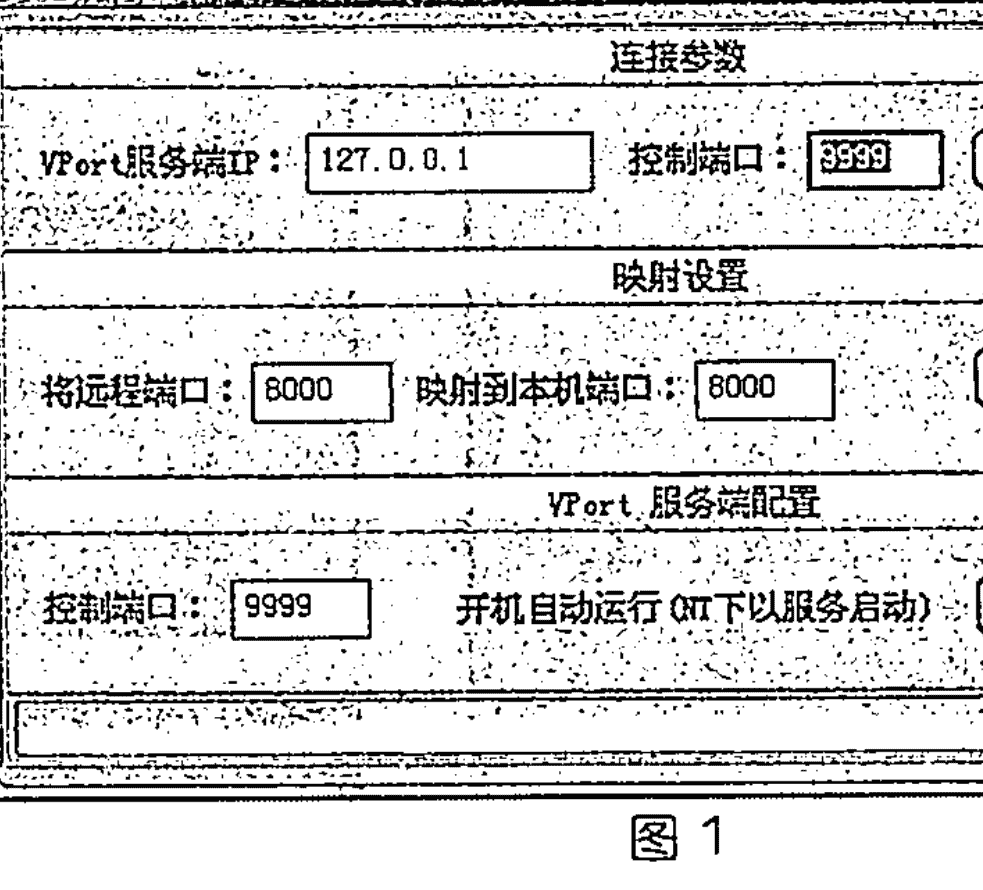 连接参数
VPort服务端IP： 127.0.0.1 控制端口： 9999
映射设置
将远程端口： 8000 映射到本机端口： 8000
VPort 服务端配置
控制端口： 9999 开机自动运行(NT下以服务启动)
图 1